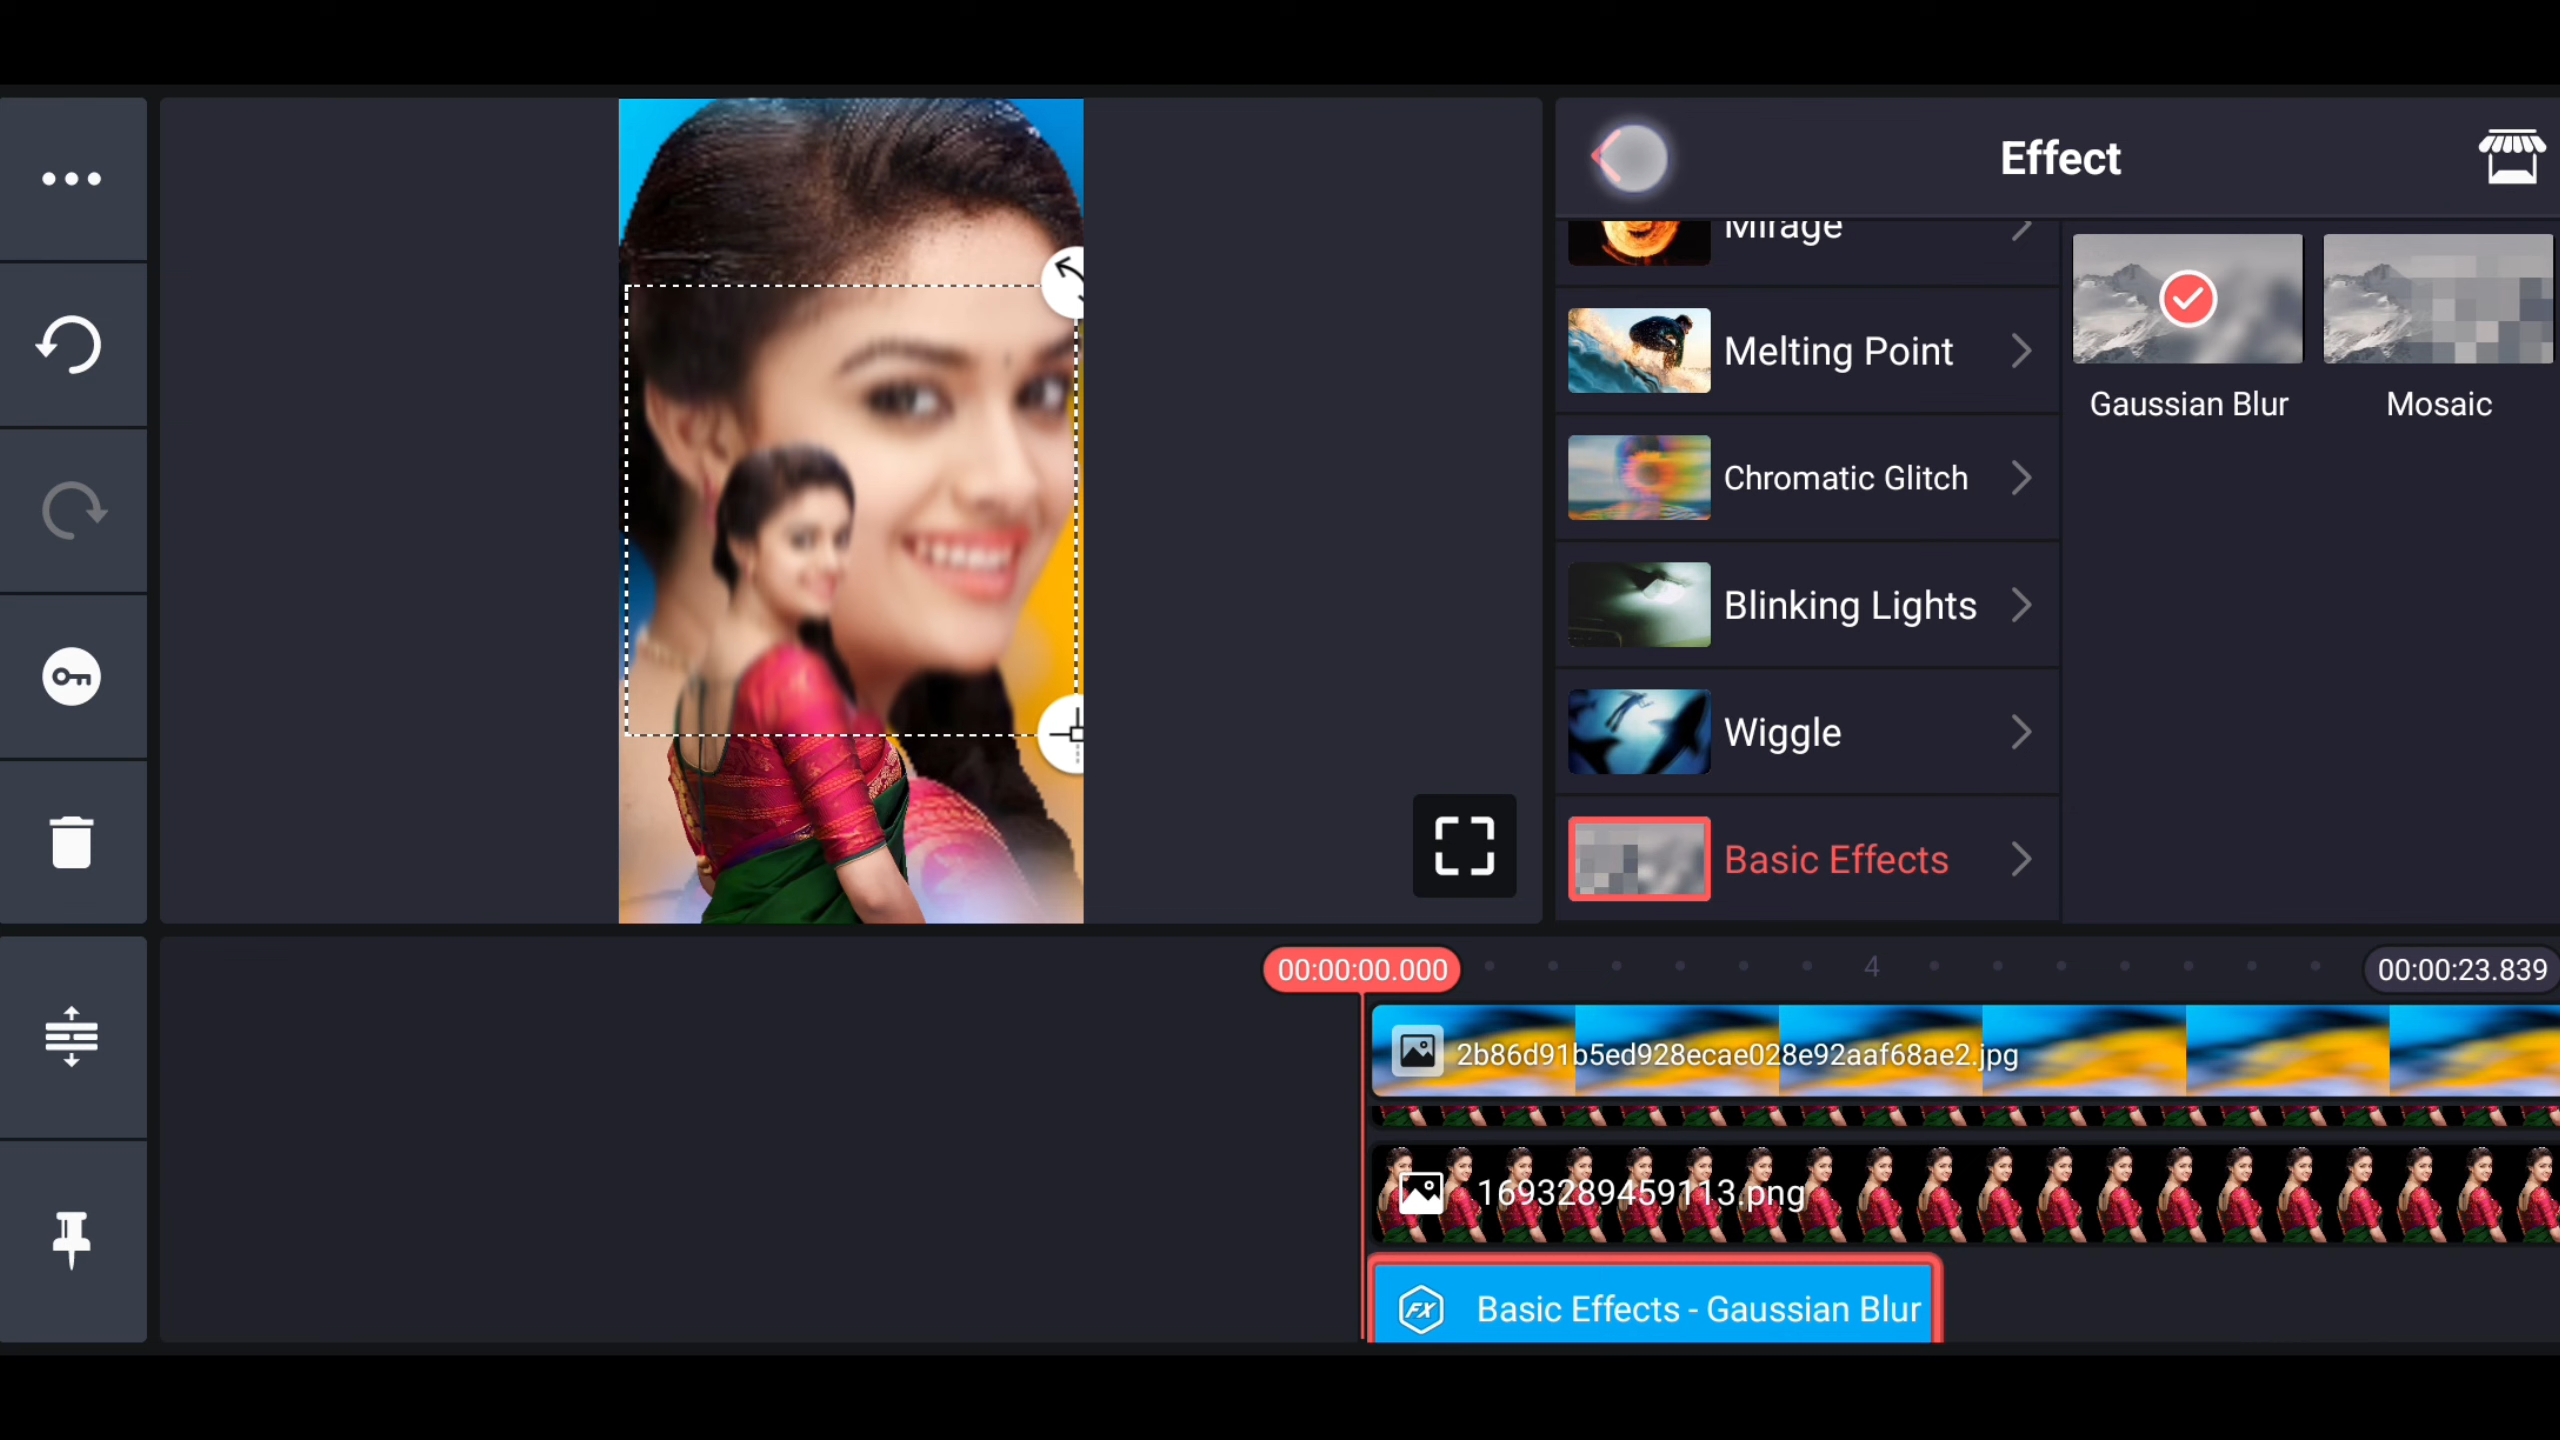 Effect
Mirage
Melting Point
Chromatic Glitch
Blinking Lights
Wiggle
Basic Effects
Gaussian Blur
Mosaic
00:00:00.000
4
00:00:23.839
2b86d91b5ed928ecae028e92aaf68ae2.jpg
1693289459113.png
FX
Basic Effects - Gaussian Blur